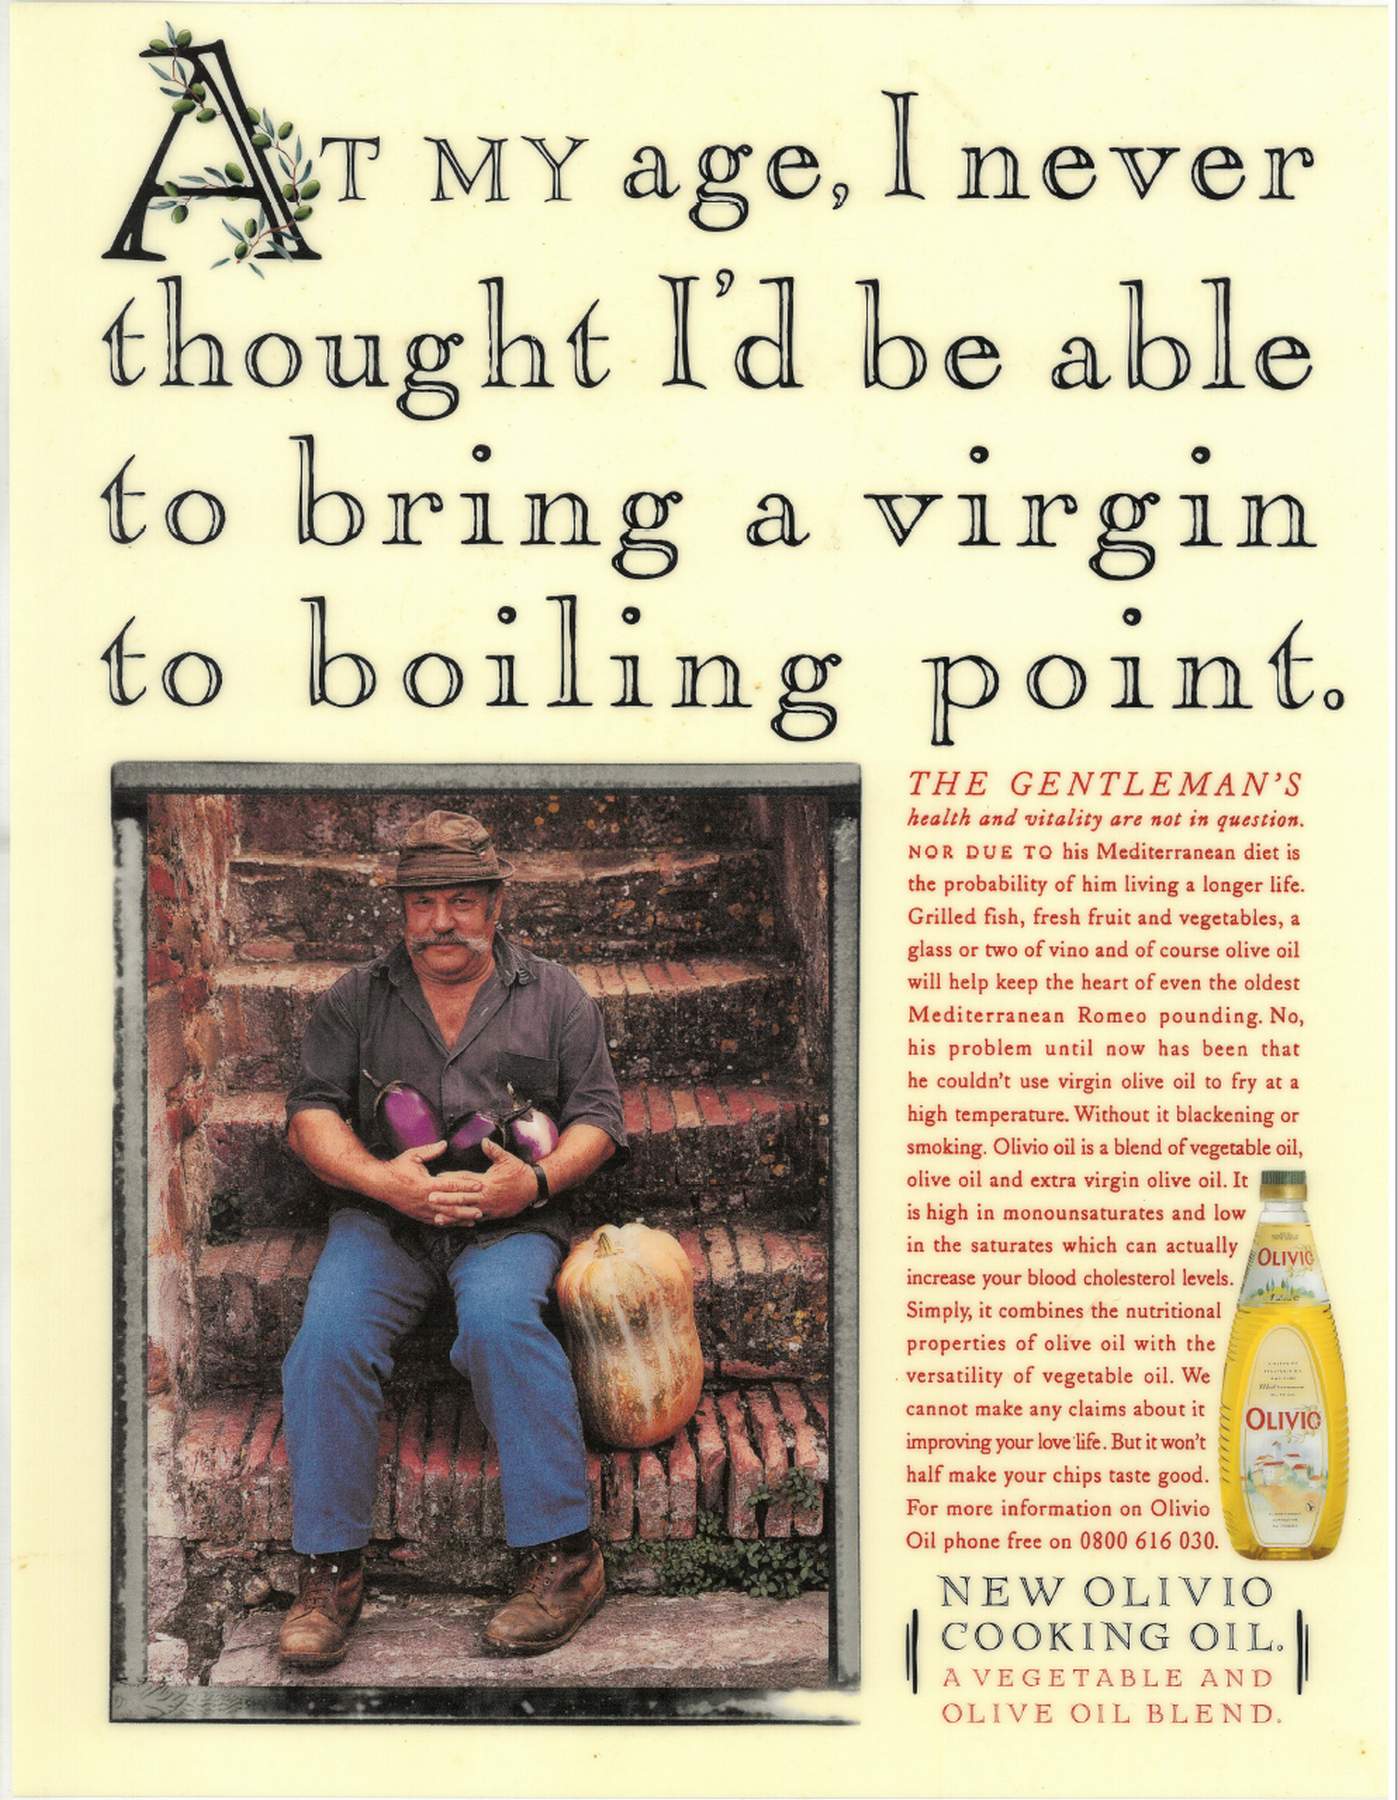 AT MY age, I never
thought I'd be able
to bring a virgin
to boiling point.
THE GENTLEMAN'S
health and vitality are not in question.
NOR DUE TO his Mediterranean diet is
the probability of him living a longer life.
Grilled fish, fresh fruit and vegetables, a
glass or two of vino and of course olive oil
will help keep the heart of even the oldest
Mediterranean Romeo pounding. No,
his problem until now has been that
he couldn't use virgin olive oil to fry at a
high temperature. Without it blackening or
smoking. Olivio oil is a blend of vegetable oil,
olive oil and extra virgin olive oil. It
is high in monounsaturates and low
in the saturates which can actually
increase your blood cholesterol levels.
Simply, it combines the nutritional
properties of olive oil with the
versatility of vegetable oil. We
cannot make any claims about it
improving your love life. But it won't
half make your chips taste good.
For more information on Olivio
Oil phone free on 0800 616 030.
OLIVIO
OLIVIO
NEW OLIVIO
COOKING OIL.
A VEGETABLE AND
OLIVE OIL BLEND.